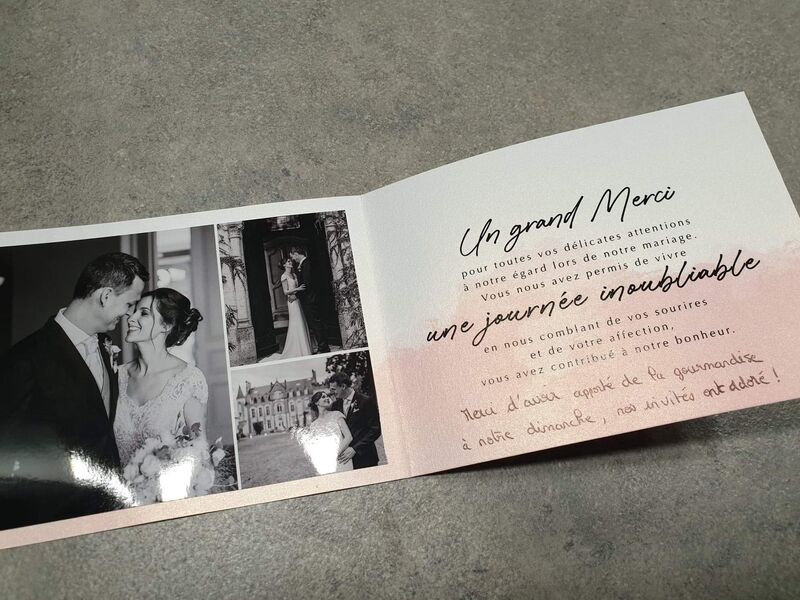 Un grand Merci
pour toutes vos délicates attentions
à notre égard lors de notre mariage.
Vous nous avez permis de vivre
une journée inoubliable
en nous comblant de vos sourires
et de votre affection,
vous avez contribué à notre bonheur.
Merci d'avoir apporté de la gourmandise
à notre dimanche, nos invités ont adoré !